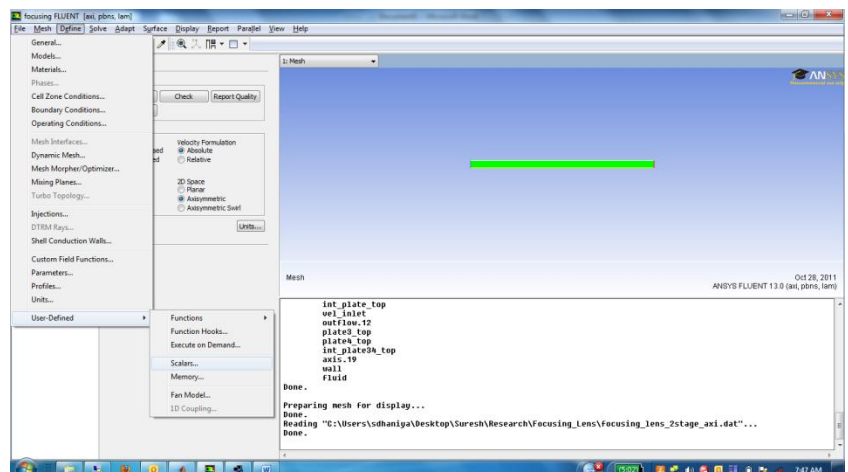 focusing FLUENT [axi, pbns, lam]
File Mesh Define Solve Adapt Surface Display Report Parallel View Help
General...
Models...
Materials...
Phases...
Cell Zone Conditions...
Boundary Conditions...
Operating Conditions...
Mesh Interfaces...
Dynamic Mesh...
Mesh Morpher/Optimizer...
Mixing Planes...
Turbo Topology...
Injections...
DTRM Rays...
Shell Conduction Walls...
Custom Field Functions...
Parameters...
Profiles...
Units...
User-Defined
Functions
Function Hooks...
Execute on Demand...
Scalars...
Memory...
Fan Model...
1D Coupling...
Check Report Quality
Velocity Formulation
Absolute
Relative
2D Space
Planar
Axisymmetric
Axisymmetric Swirl
Units...
1: Mesh
ANSYS
Mesh
Oct 28, 2011
ANSYS FLUENT 13.0 (axi, pbns, lam)
int_plate_top
vel_inlet
outflow.12
plate3_top
plate4_top
int_plate34_top
axis.19
wall
fluid
Done.
Preparing mesh for display...
Done.
Reading "C:\Users\sdhaniya\Desktop\Suresh\Research\Focusing_Lens\focusing_lens_2stage_axi.dat"...
Done.
(5:02)
7:47 AM